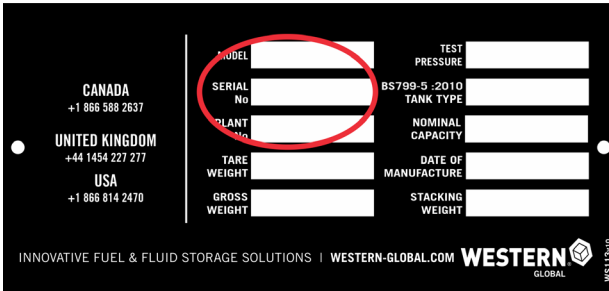 CANADA
+1 866 588 2637
UNITED KINGDOM
+44 1454 227 277
USA
+1 866 814 2470
MODEL
SERIAL
No
PLANT
No
TARE
WEIGHT
GROSS
WEIGHT
TEST
PRESSURE
BS799-5 :2010
TANK TYPE
NOMINAL
CAPACITY
DATE OF
MANUFACTURE
STACKING
WEIGHT
INNOVATIVE FUEL & FLUID STORAGE SOLUTIONS | WESTERN-GLOBAL.COM
WESTERN
GLOBAL